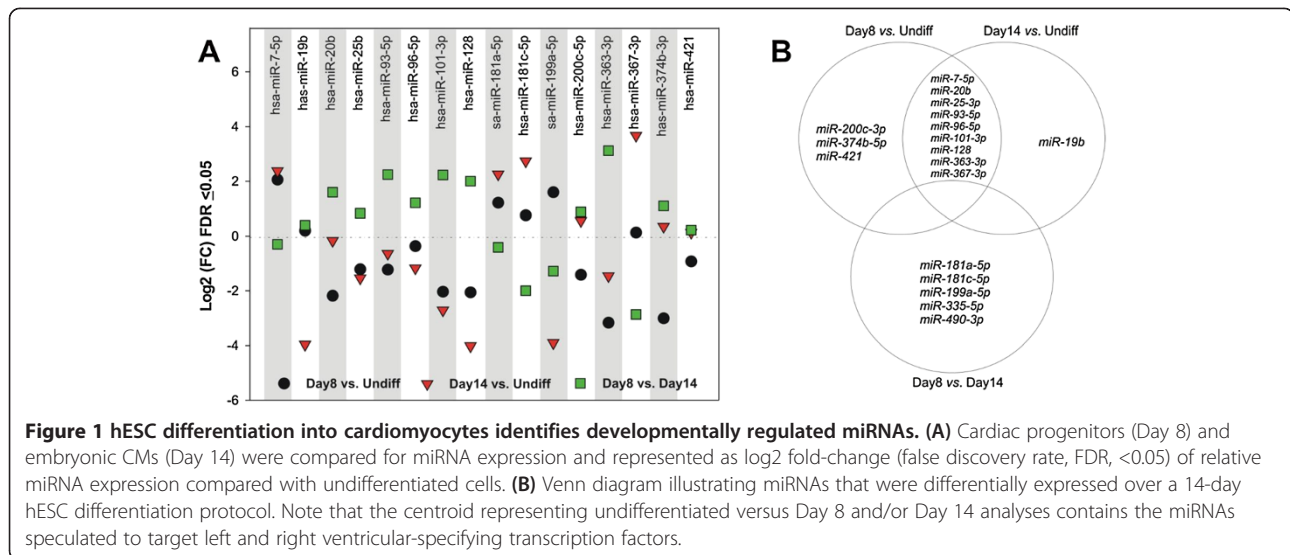 A
hsa-miR-7-5p
has-miR-19b
hsa-miR-20b
hsa-miR-25b
hsa-miR-93-5p
hsa-miR-96-5p
hsa-miR-101-3p
hsa-miR-128
sa-miR-181a-5p
hsa-miR-181c-5p
sa-miR-199a-5p
hsa-miR-200c-5p
hsa-miR-363-3p
hsa-miR-367-3p
has-miR-374b-3p
hsa-miR-421
Log2 (FC) FDR ≤0.05
6
4
2
0
-2
-4
-6
Day8 vs. Undiff Day14 vs. Undiff Day8 vs. Day14
B
Day8 vs. Undiff Day14 vs. Undiff
miR-200c-3p
miR-374b-5p
miR-421
miR-7-5p
miR-20b
miR-25-3p
miR-93-5p
miR-96-5p
miR-101-3p
miR-128
miR-363-3p
miR-367-3p
miR-19b
miR-181a-5p
miR-181c-5p
miR-199a-5p
miR-335-5p
miR-490-3p
Day8 vs. Day14
Figure 1 hESC differentiation into cardiomyocytes identifies developmentally regulated miRNAs. (A) Cardiac progenitors (Day 8) and
embryonic CMs (Day 14) were compared for miRNA expression and represented as log2 fold-change (false discovery rate, FDR, <0.05) of relative
miRNA expression compared with undifferentiated cells. (B) Venn diagram illustrating miRNAs that were differentially expressed over a 14-day
hESC differentiation protocol. Note that the centroid representing undifferentiated versus Day 8 and/or Day 14 analyses contains the miRNAs
speculated to target left and right ventricular-specifying transcription factors.